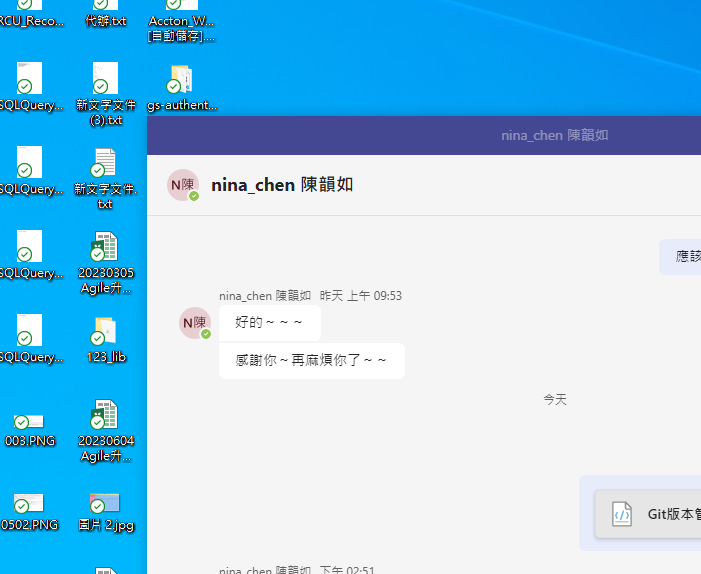 RCU_Reco...
代辦.txt
Accton_W...
[自動儲存]....
SQLQuery...
新文字文件
(3).txt
gs-authent...
SQLQuery...
新文字文件.
txt
SQLQuery...
20230305
Agile升...
SQLQuery...
123_lib
003.PNG
20230604
Agile升...
0502.PNG
圖片 2.jpg
nina_chen 陳韻如
N陳
nina_chen 陳韻如
應該
nina_chen 陳韻如 昨天 上午 09:53
N陳
好的~~~
感謝你~再麻煩你了~~
今天
Git版本管
nina_chen 陳韻如 下午 02:51